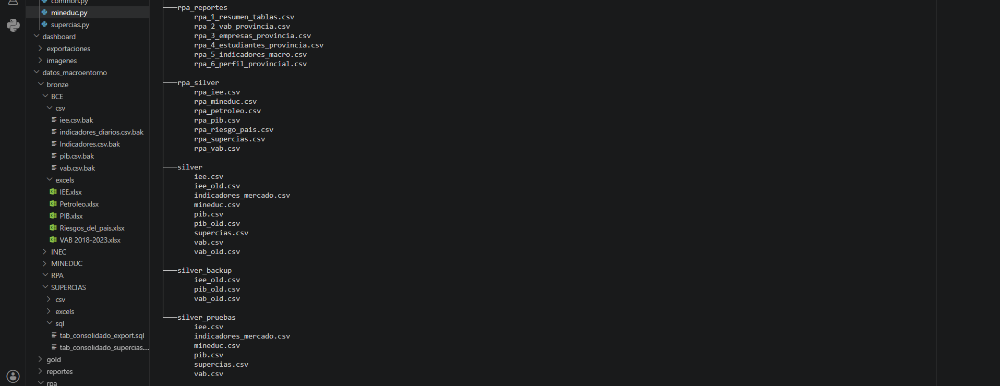 common.py
mineduc.py
supercias.py
dashboard
exportaciones
imagenes
datos_macroentorno
bronze
BCE
csv
iee.csv.bak
indicadores_diarios.csv.bak
Indicadores.csv.bak
pib.csv.bak
vab.csv.bak
excels
IEE.xlsx
Petroleo.xlsx
PIB.xlsx
Riesgos_del_pais.xlsx
VAB 2018-2023.xlsx
INEC
MINEDUC
RPA
SUPERCIAS
csv
excels
sql
tab_consolidado_export.sql
tab_consolidado_supercias....
gold
reportes
rpa
rpa_reportes
rpa_1_resumen_tablas.csv
rpa_2_vab_provincia.csv
rpa_3_empresas_provincia.csv
rpa_4_estudiantes_provincia.csv
rpa_5_indicadores_macro.csv
rpa_6_perfil_provincial.csv
rpa_silver
rpa_iee.csv
rpa_mineduc.csv
rpa_petroleo.csv
rpa_pib.csv
rpa_riesgo_pais.csv
rpa_supercias.csv
rpa_vab.csv
silver
iee.csv
iee_old.csv
indicadores_mercado.csv
mineduc.csv
pib.csv
pib_old.csv
supercias.csv
vab.csv
vab_old.csv
silver_backup
iee_old.csv
pib_old.csv
vab_old.csv
silver_pruebas
iee.csv
indicadores_mercado.csv
mineduc.csv
pib.csv
supercias.csv
vab.csv